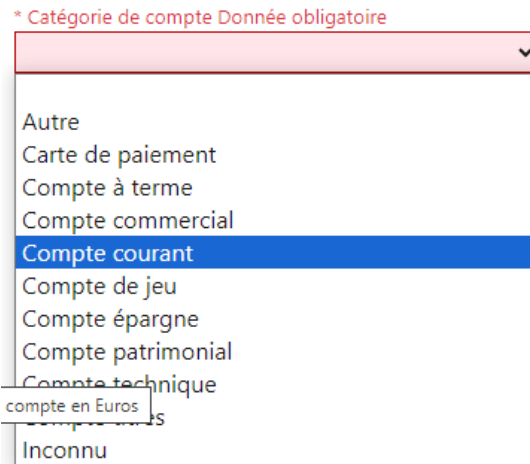 * Catégorie de compte Donnée obligatoire
Autre
Carte de paiement
Compte à terme
Compte commercial
Compte courant
Compte de jeu
Compte épargne
Compte patrimonial
Compte technique
compte en Euros
Inconnu